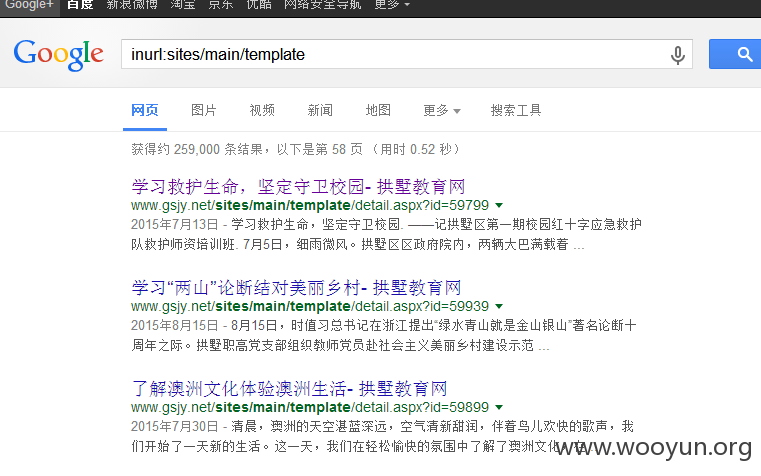 Google+ 百度 新浪微博 淘宝 京东 优酷 网络安全导航 更多
Google inurl:sites/main/template
网页 图片 视频 新闻 地图 更多 搜索工具
获得约 259,000 条结果，以下是第 58 页 （用时 0.52 秒）
学习救护生命，坚定守卫校园- 拱墅教育网
www.gsjy.net/sites/main/template/detail.aspx?id=59799
2015年7月13日 - 学习救护生命，坚定守卫校园. ——记拱墅区第一期校园红十字应急救护
队救护师资培训班. 7月5日，细雨微风。拱墅区区政府院内，两辆大巴满载着 ...
学习“两山”论断结对美丽乡村- 拱墅教育网
www.gsjy.net/sites/main/template/detail.aspx?id=59939
2015年8月15日 - 8月15日，时值习总书记在浙江提出“绿水青山就是金山银山”著名论断十
周年之际。拱墅职高党支部组织教师党员赴社会主义美丽乡村建设示范 ...
了解澳洲文化体验澳洲生活- 拱墅教育网
www.gsjy.net/sites/main/template/detail.aspx?id=59899
2015年7月30日 - 清晨，澳洲的天空湛蓝深远，空气清新甜润，伴着鸟儿欢快的歌声，我
们开始了一天新的生活。这一天，我们在轻松愉快的氛围中了解了澳洲文化
www.wooyun.org